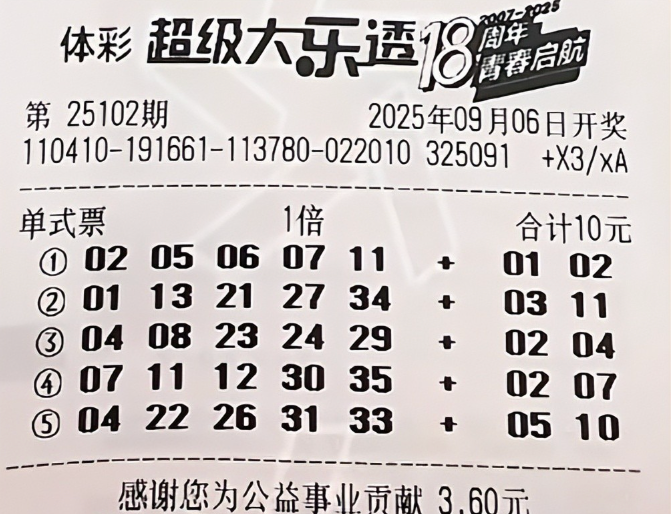 体彩 超级大乐透 18周年 2007-2025 青春启航
第 25102期 2025年09月06日开奖
110410-191661-113780-022010 325091 +X3/xA
单式票 1倍 合计10元
① 02 05 06 07 11 + 01 02
② 01 13 21 27 34 + 03 11
③ 04 08 23 24 29 + 02 04
④ 07 11 12 30 35 + 02 07
⑤ 04 22 26 31 33 + 05 10
感谢您为公益事业贡献 3.60元